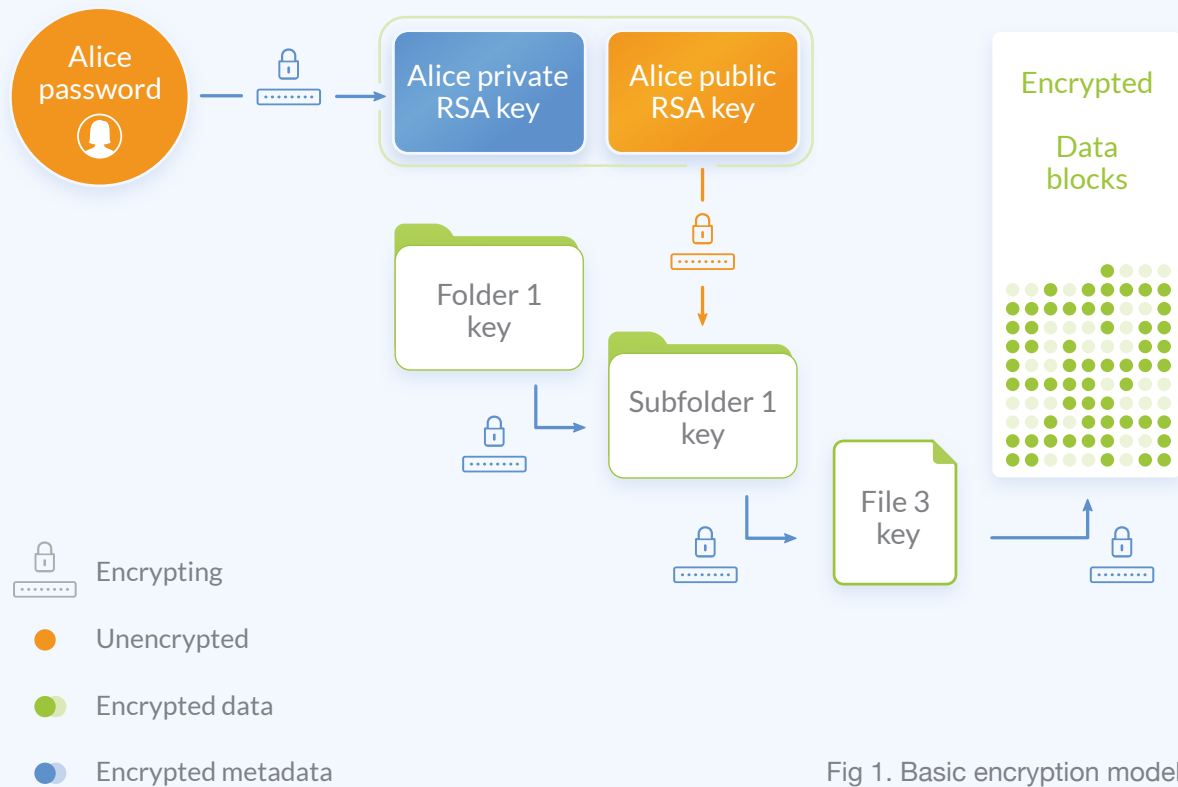 Alice
password
Alice private
RSA key
Alice public
RSA key
Encrypted
Data
blocks
Folder 1
key
Subfolder 1
key
File 3
key
Encrypting
Unencrypted
Encrypted data
Encrypted metadata
Fig 1. Basic encryption model